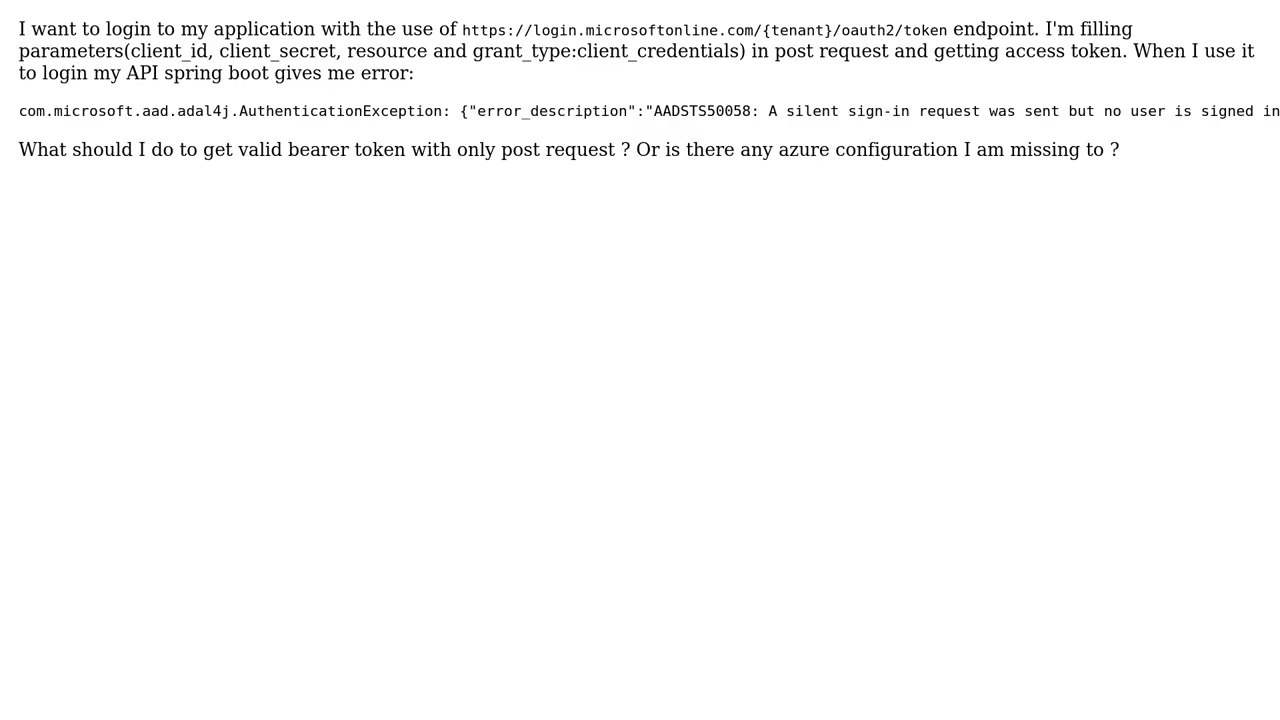 I want to login to my application with the use of https://login.microsoftonline.com/{tenant}/oauth2/token endpoint. I'm filling
parameters(client_id, client_secret, resource and grant_type:client_credentials) in post request and getting access token. When I use it
to login my API spring boot gives me error:
com.microsoft.aad.adal4j.AuthenticationException: {"error_description":"AADSTS50058: A silent sign-in request was sent but no user is signed in
What should I do to get valid bearer token with only post request ? Or is there any azure configuration I am missing to ?